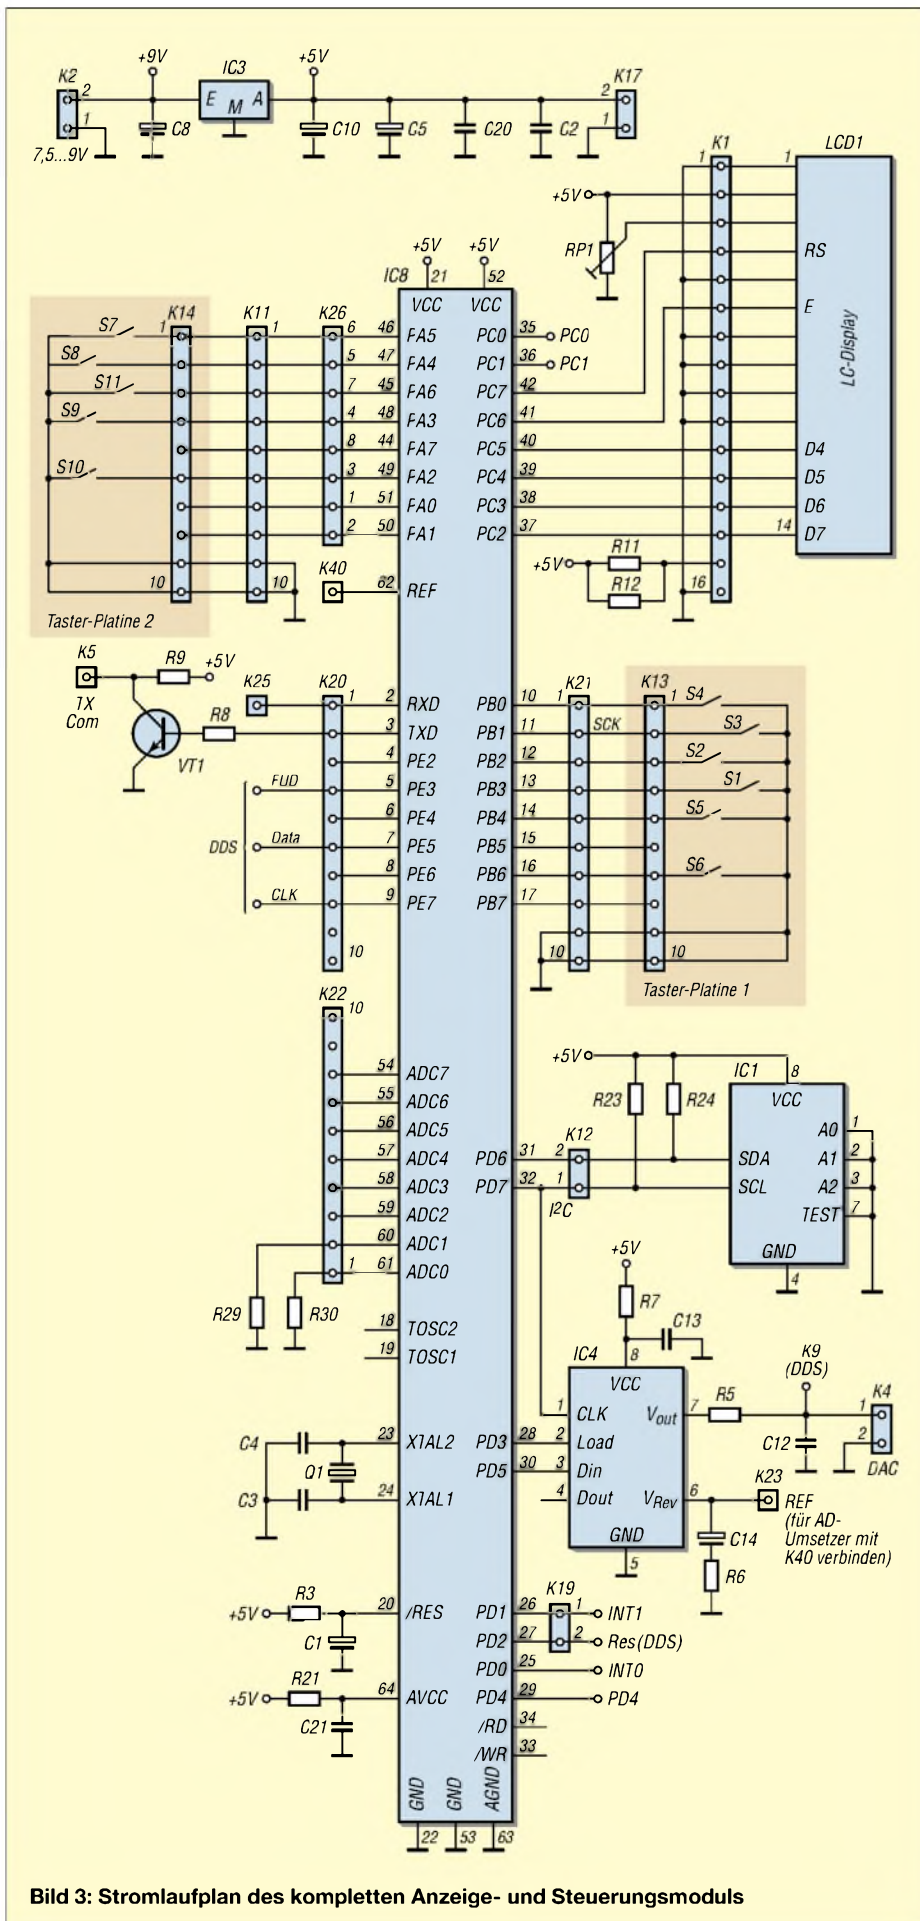 +9V
+5V
K2
IC3
K17
2
E M A
2
1
C8
C10
C5
C20
C2
1
7,5...9V
K1
LCD1
1
1
+5V
RP1
RS
E
LC-Display
D4
D5
D6
14
D7
+5V
R11
R12
16
+5V
+5V
IC8
21
52
VCC
VCC
K14
K11
K26
S7
1
1
6
46
FA5
PC0
35
PC0
S8
5
47
FA4
PC1
36
PC1
S11
7
45
FA6
PC7
42
S9
4
48
FA3
PC6
41
8
44
FA7
PC5
40
S10
3
49
FA2
PC4
39
1
51
FA0
PC3
38
2
50
FA1
PC2
37
10
10
K40
62
REF
Taster-Platine 2
K5
R9
+5V
TX
Com
K25
K20
K21
K13
1
2
RXD
PB0
10
1
1
S4
R8
3
TXD
PB1
11
SCK
S3
VT1
4
PE2
PB2
12
S2
FUD
5
PE3
PB3
13
S1
6
PE4
PB4
14
S5
DDS
Data
7
PE5
PB5
15
8
PE6
PB6
16
S6
CLK
9
PE7
PB7
17
10
10
10
Taster-Platine 1
K22
10
54
ADC7
55
ADC6
56
ADC5
57
ADC4
58
ADC3
59
ADC2
60
ADC1
1
61
ADC0
R29
R30
18
TOSC2
19
TOSC1
+5V
IC1
8
VCC
R23
R24
A0
1
K12
PD6
31
2
SDA
A1
2
PD7
32
1
SCL
A2
3
I2C
TEST
7
GND
4
+5V
R7
C13
IC4
8
VCC
K9
(DDS)
K4
1
CLK
Vout
7
R5
1
C4
23
XTAL2
PD3
28
2
Load
C12
2
Q1
PD5
30
3
Din
DAC
K23
C3
24
XTAL1
4
Dout
VRev
6
REF
(für AD-
Umsetzer mit
K40 verbinden)
GND
C14
5
R6
K19
R3
+5V
20
/RES
PD1
26
1
INT1
C1
PD2
27
2
Res(DDS)
PD0
25
INT0
R21
+5V
64
AVCC
PD4
29
PD4
C21
/RD
34
/WR
33
GND
GND
AGND
22
53
63
Bild 3: Stromlaufplan des kompletten Anzeige- und Steuerungsmoduls